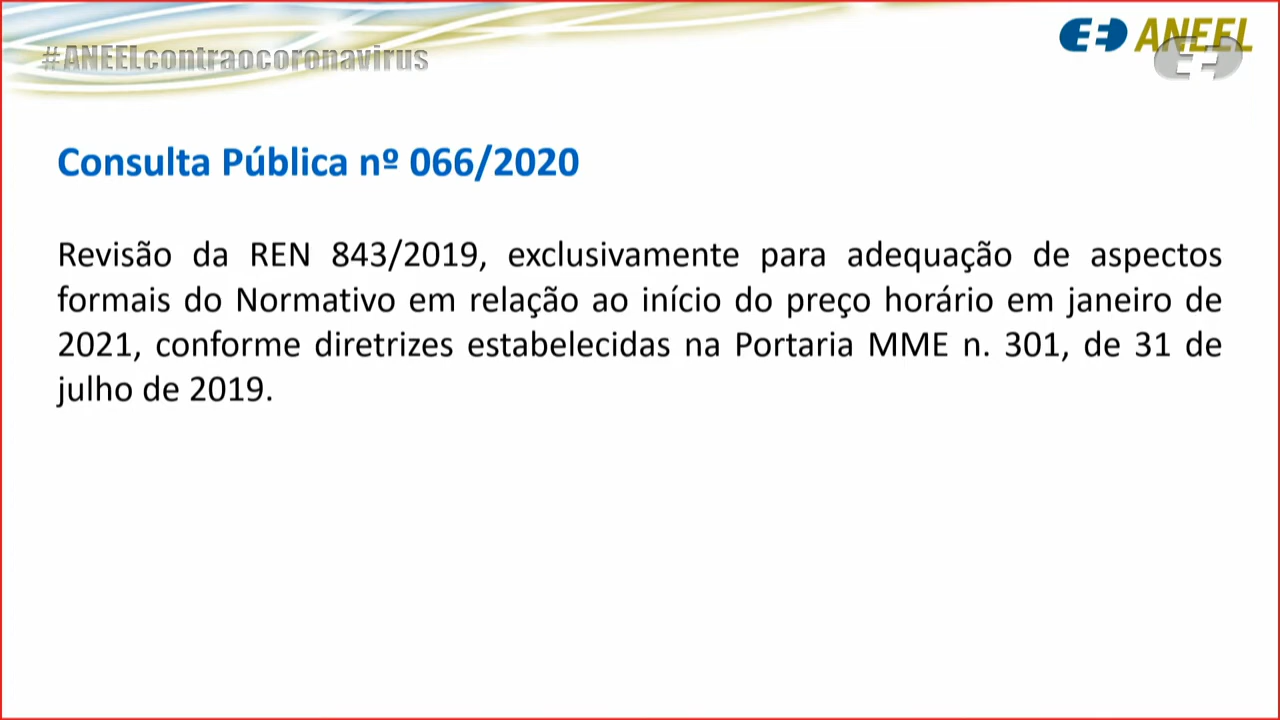 #ANEELcontraocoronavirus
ANEEL
Consulta Pública nº 066/2020
Revisão da REN 843/2019, exclusivamente para adequação de aspectos
formais do Normativo em relação ao início do preço horário em janeiro de
2021, conforme diretrizes estabelecidas na Portaria MME n. 301, de 31 de
julho de 2019.